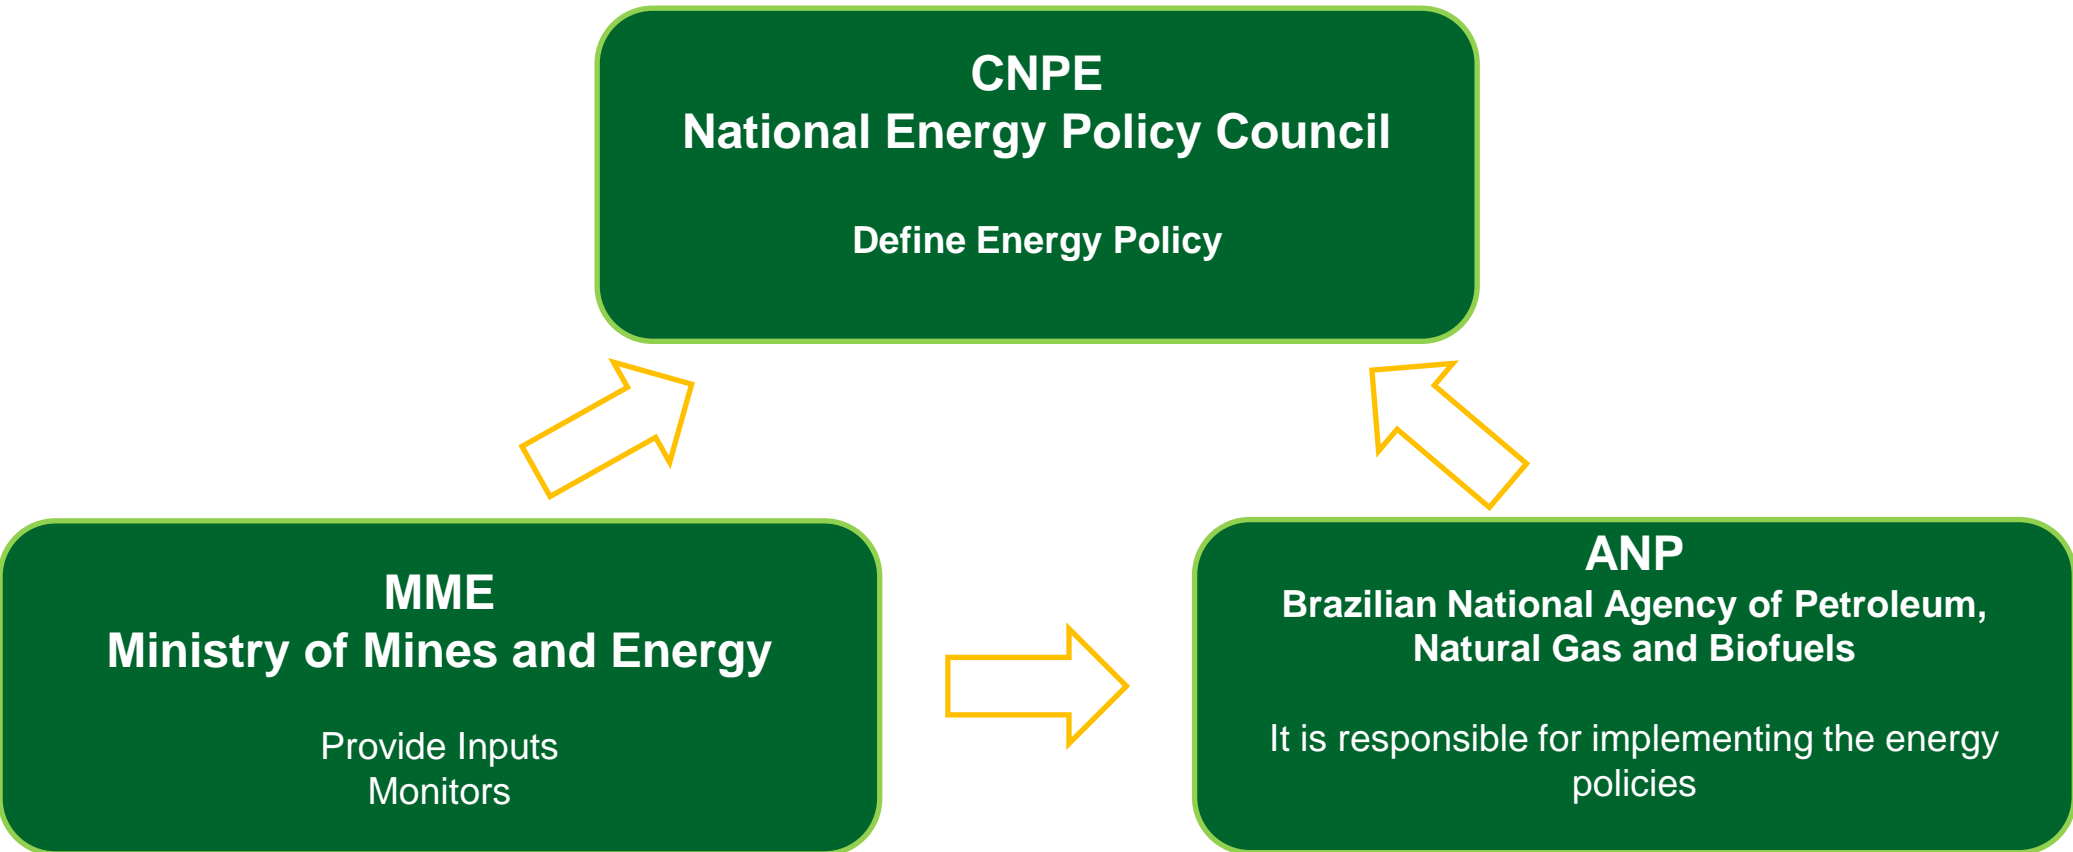 CNPE
National Energy Policy Council
Define Energy Policy
MME
Ministry of Mines and Energy
Provide Inputs
Monitors
ANP
Brazilian National Agency of Petroleum,
Natural Gas and Biofuels
It is responsible for implementing the energy
policies